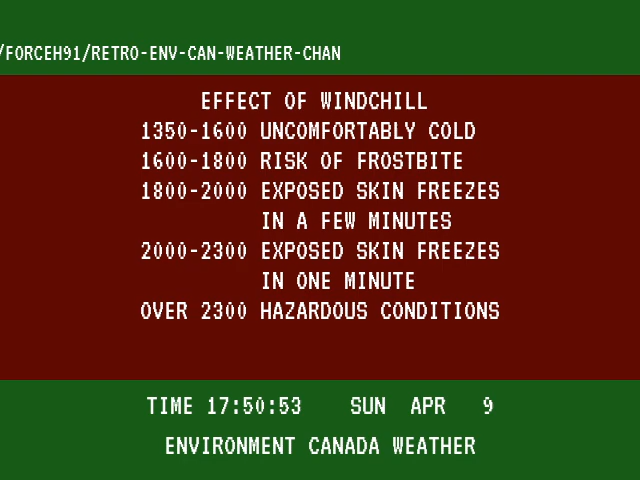 /FORCEH91/RETRO-ENV-CAN-WEATHER-CHAN
EFFECT OF WINDCHILL
1350-1600 UNCOMFORTABLY COLD
1600-1800 RISK OF FROSTBITE
1800-2000 EXPOSED SKIN FREEZES
IN A FEW MINUTES
2000-2300 EXPOSED SKIN FREEZES
IN ONE MINUTE
OVER 2300 HAZARDOUS CONDITIONS
TIME 17:50:53 SUN APR 9
ENVIRONMENT CANADA WEATHER